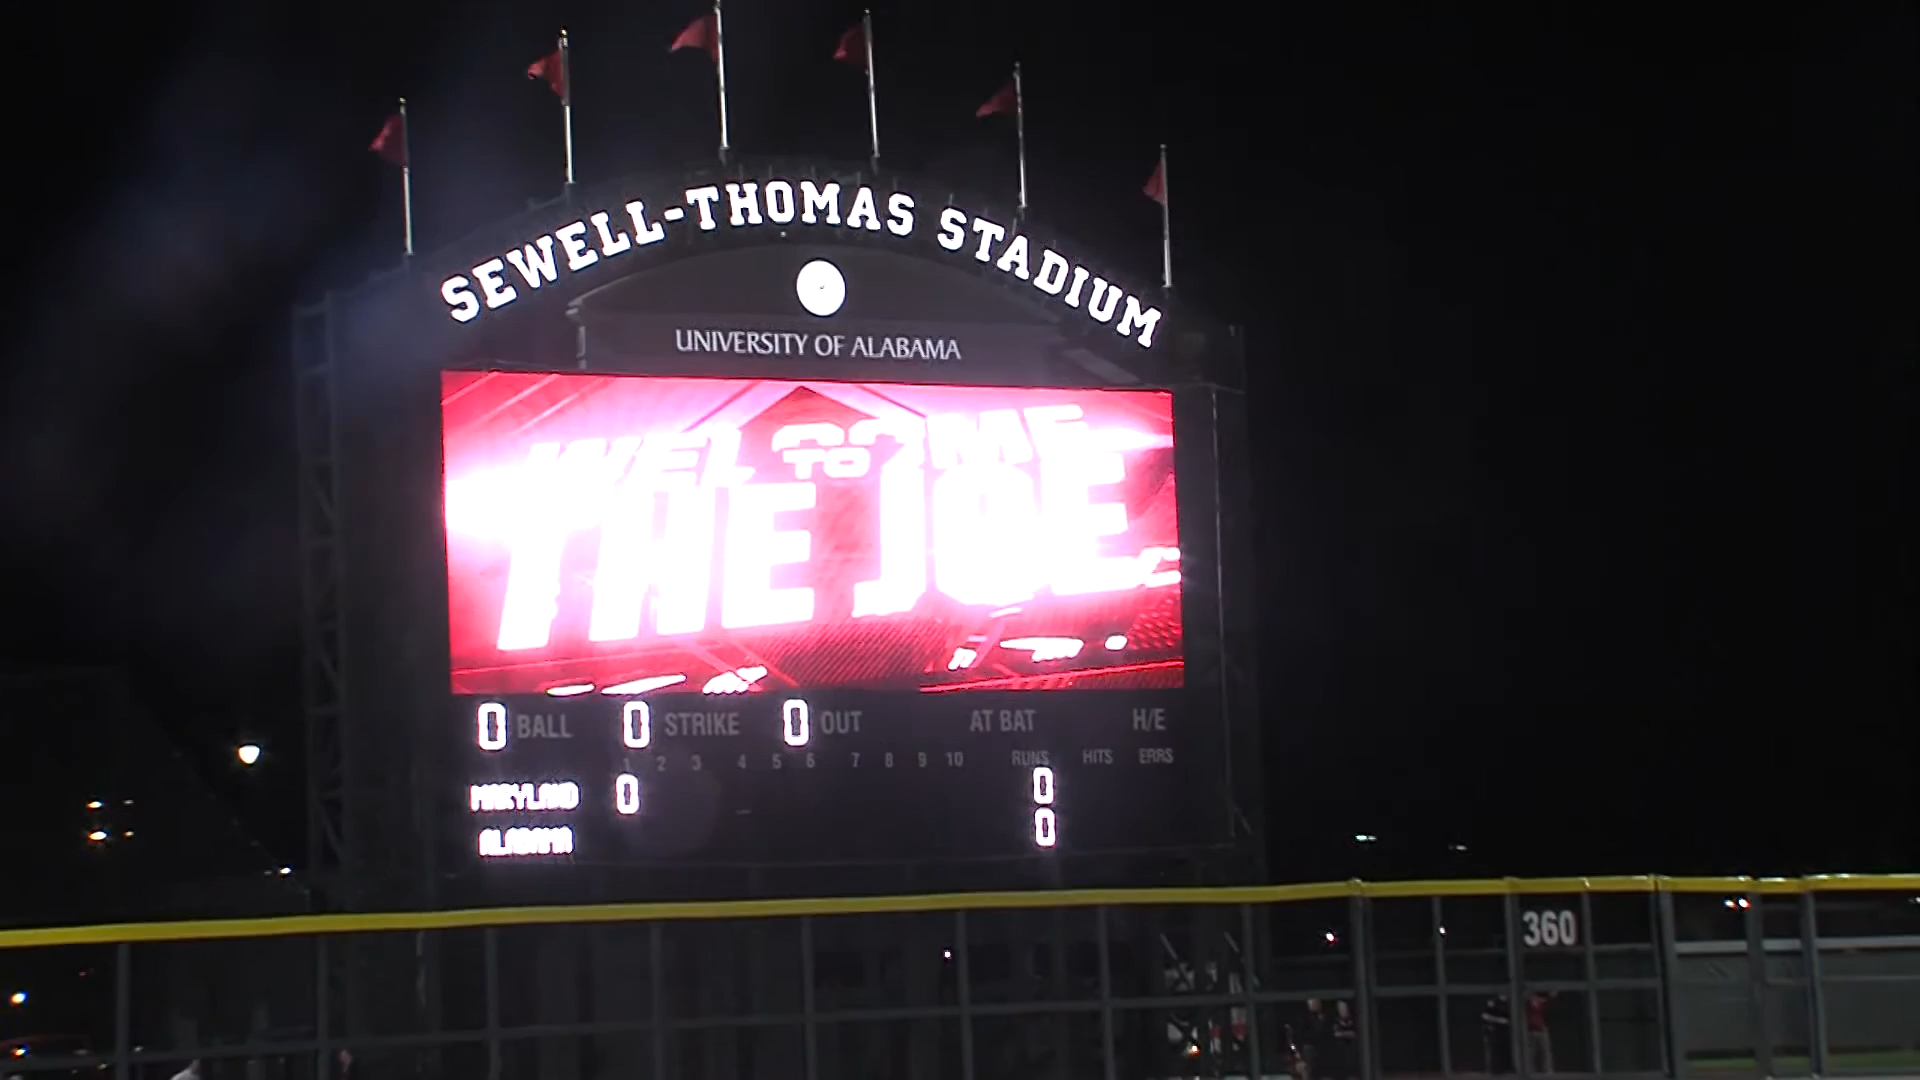 SEWELL-THOMAS STADIUM
UNIVERSITY OF ALABAMA
WELCOME
TO
THE JOE
0 BALL 0 STRIKE 0 OUT AT BAT H/E
1 2 3 4 5 6 7 8 9 10 RUNS HITS ERRS
MARYLAND 0 0
ALABAMA 0
360